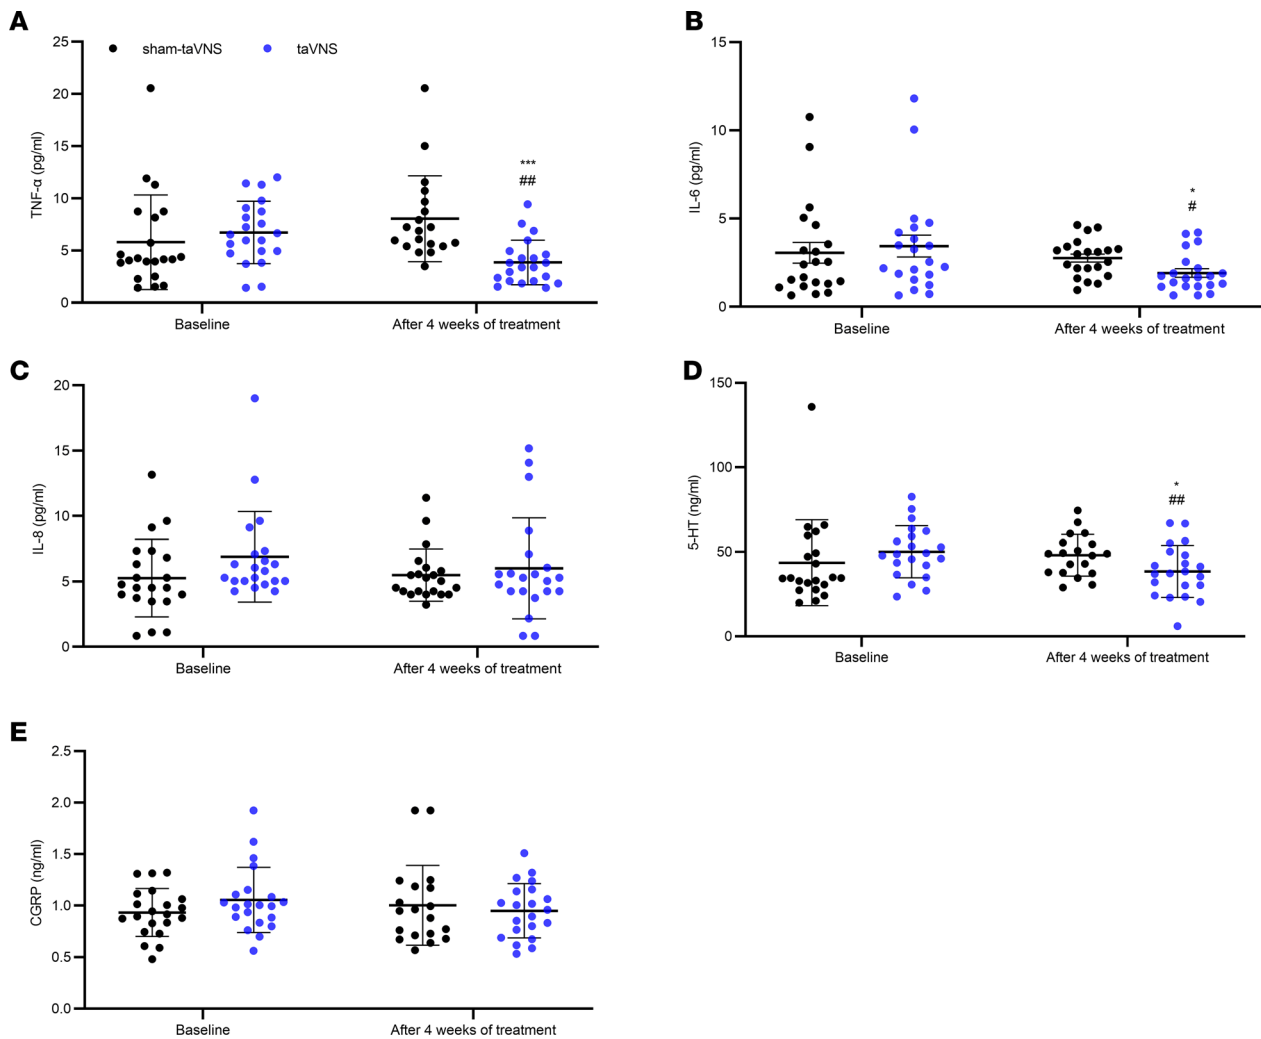 A
sham-taVNS taVNS
TNF-α (pg/ml)
25
20
15
10
5
0
***
##
Baseline After 4 weeks of treatment
B
IL-6 (pg/ml)
15
10
5
0
*
#
Baseline After 4 weeks of treatment
C
IL-8 (pg/ml)
20
15
10
5
0
Baseline After 4 weeks of treatment
D
5-HT (ng/ml)
150
100
50
0
*
##
Baseline After 4 weeks of treatment
E
CGRP (ng/ml)
2.5
2.0
1.5
1.0
0.5
0.0
Baseline After 4 weeks of treatment